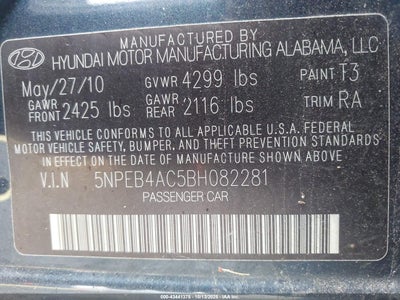 MANUFACTURED BY
HYUNDAI MOTOR MANUFACTURING ALABAMA, LLC
May/27/10 GVWR 4299 lbs PAINT T3
GAWR FRONT 2425 lbs GAWR REAR 2116 lbs TRIM RA
THIS VEHICLE CONFORMS TO ALL APPLICABLE U.S.A. FEDERAL
MOTOR VEHICLE SAFETY, BUMPER, AND THEFT PREVENTION STANDARDS
IN EFFECT ON THE DATE OF MANUFACTURE SHOWN ABOVE.
V.I.N 5NPEB4AC5BH082281
PASSENGER CAR